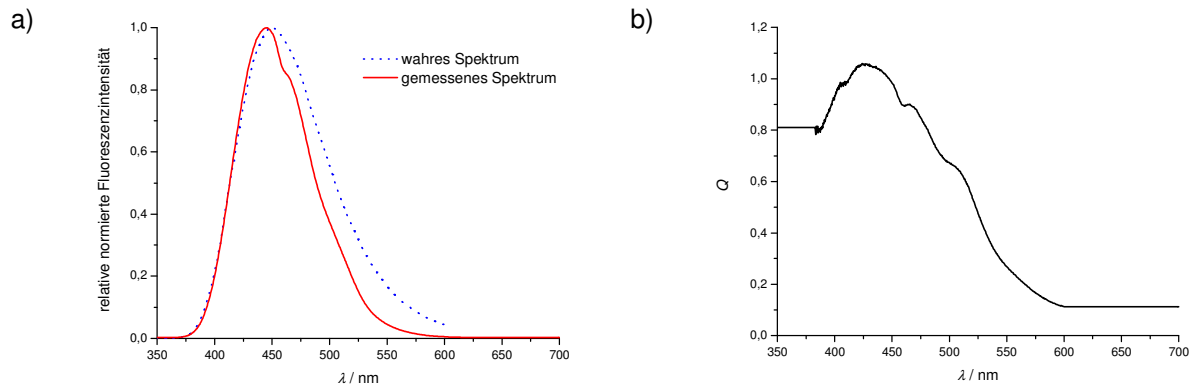 a)
relative normierte Fluoreszenzintensität
1,0
0,8
0,6
0,4
0,2
0,0
350 400 450 500 550 600 650 700
λ / nm
wahres Spektrum
gemessenes Spektrum
b)
Q
1,2
1,0
0,8
0,6
0,4
0,2
0,0
350 400 450 500 550 600 650 700
λ / nm